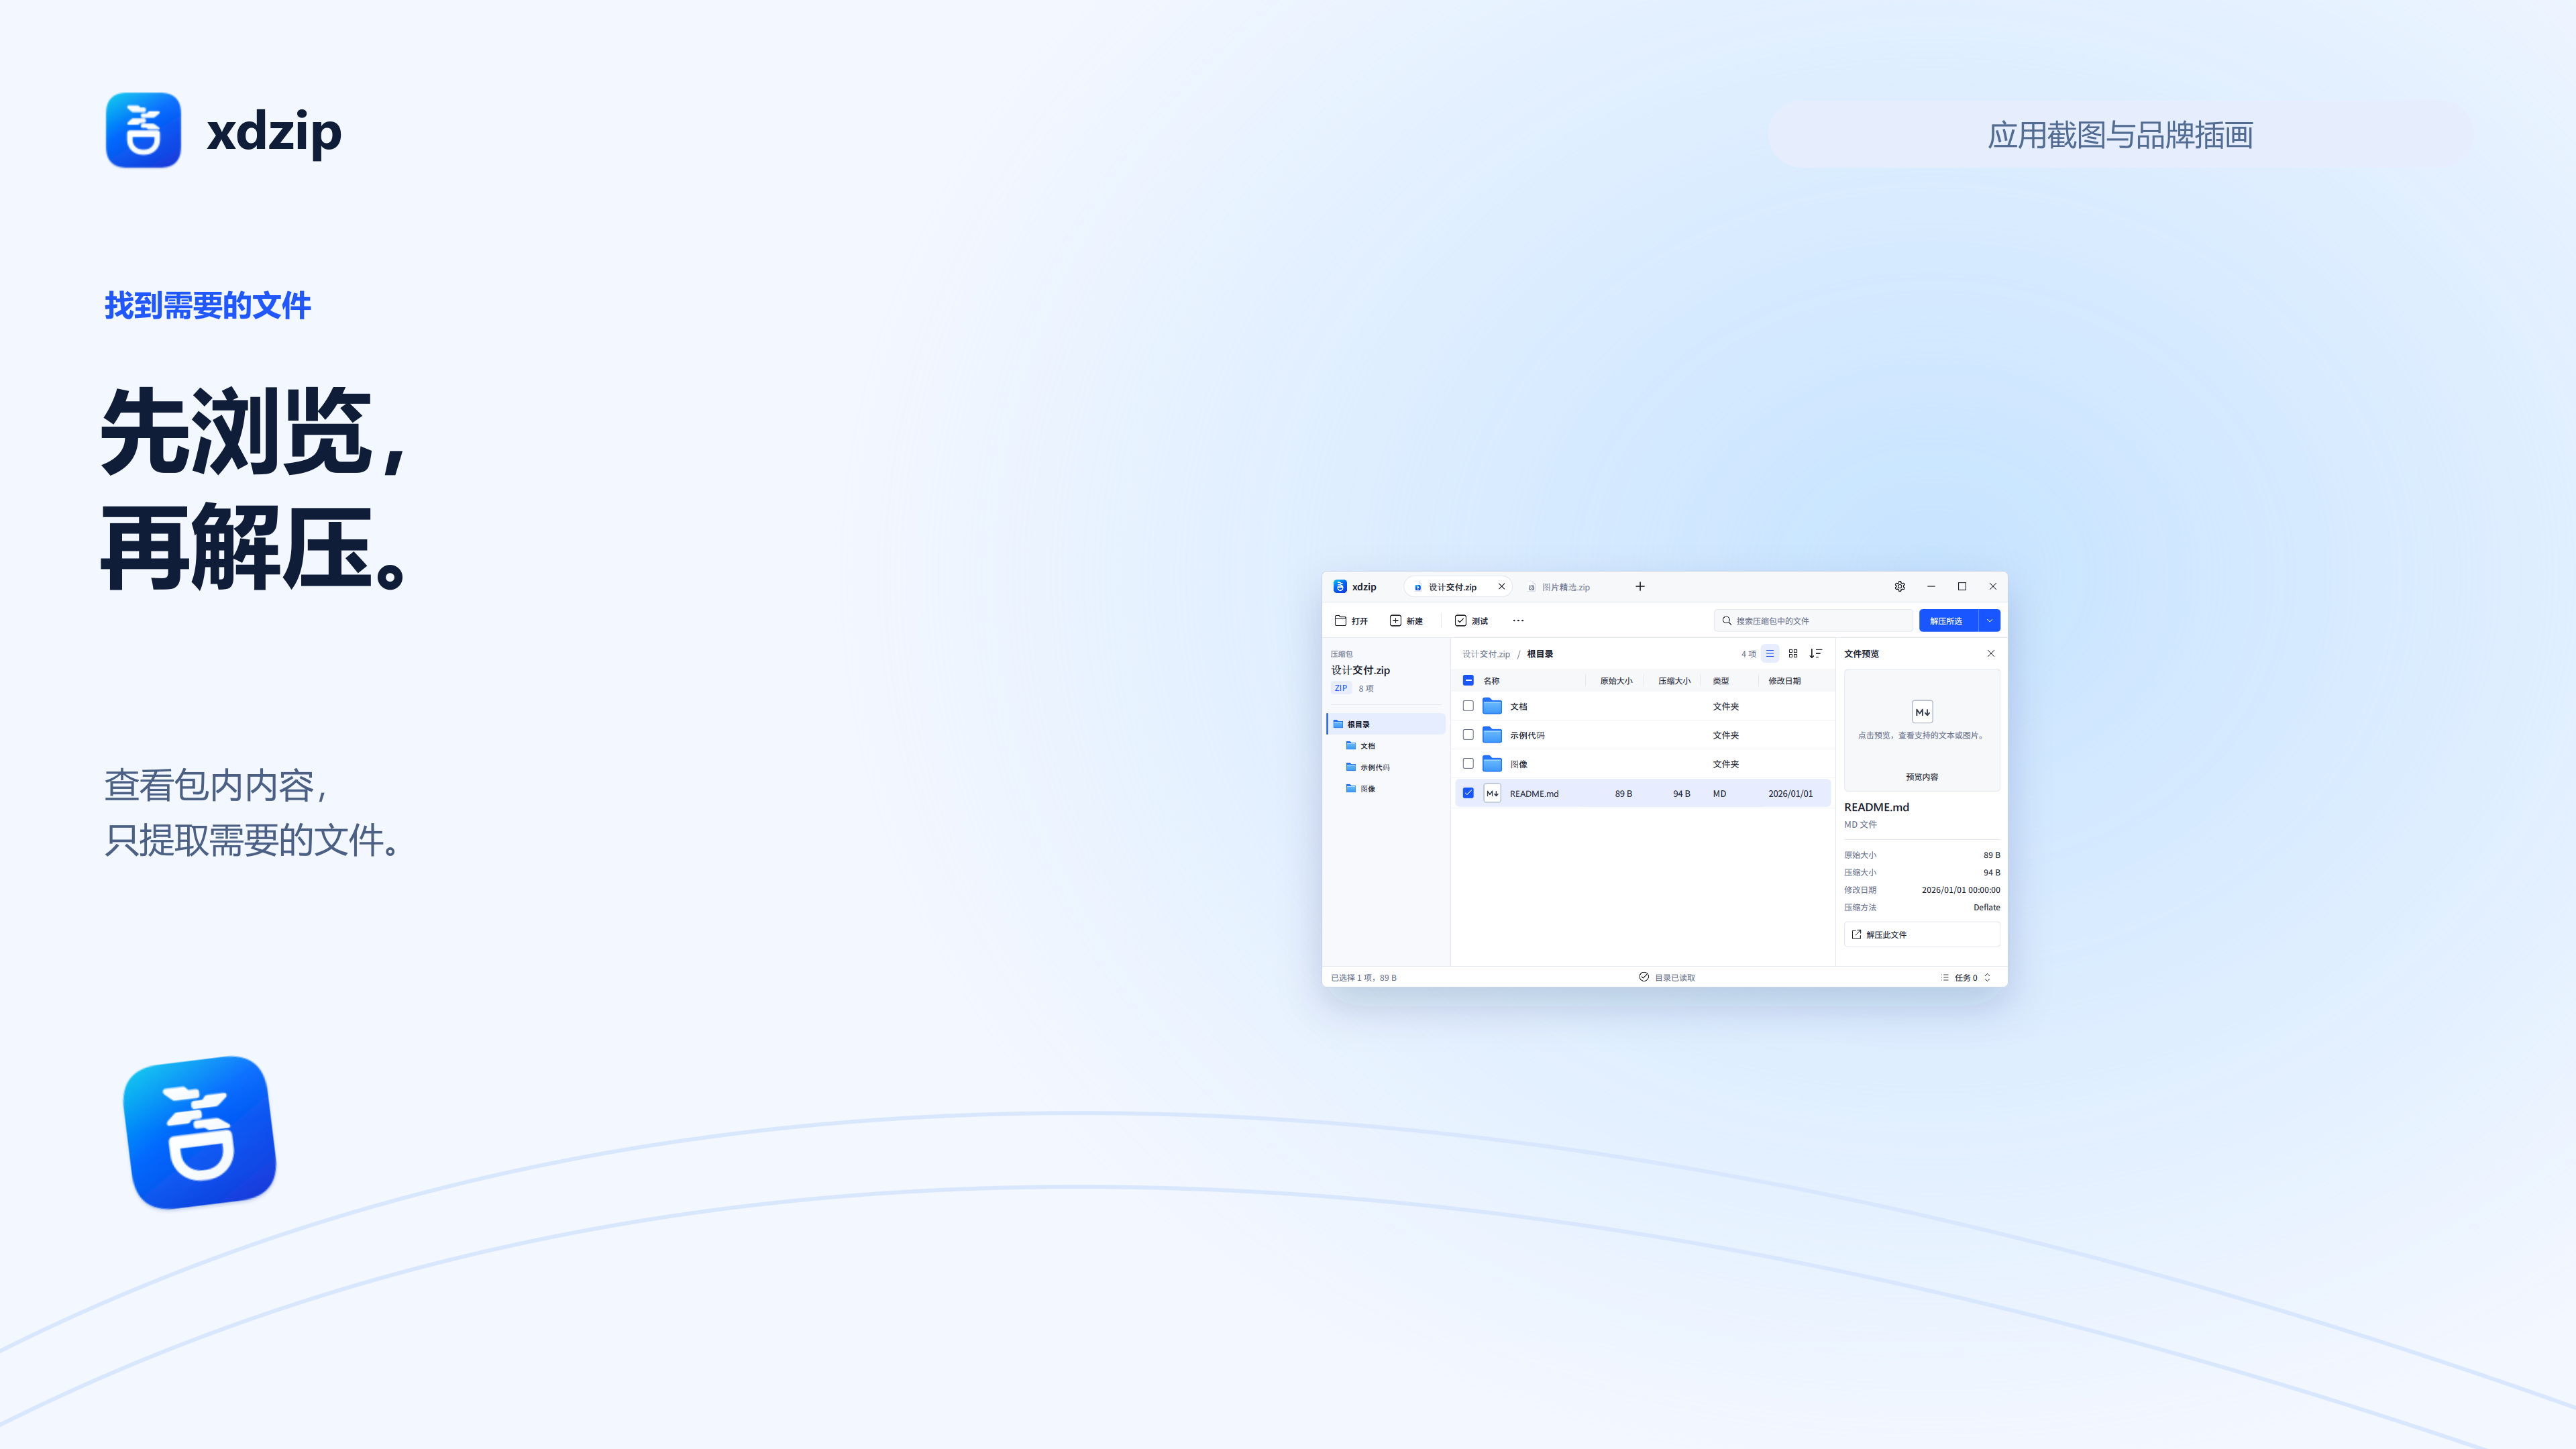 xdzip
应用截图与品牌插画
找到需要的文件
先浏览，
再解压。
查看包内内容，
只提取需要的文件。
xdzip
设计交付.zip
图片精选.zip
打开
新建
测试
搜索压缩包中的文件
解压所选
压缩包
设计交付.zip
ZIP
8 项
根目录
文档
示例代码
图像
设计交付.zip / 根目录
4 项
名称 原始大小 压缩大小 类型 修改日期
文档 文件夹
示例代码 文件夹
图像 文件夹
M↓ README.md 89 B 94 B MD 2026/01/01
文件预览
M↓
点击预览，查看支持的文本或图片。
预览内容
README.md
MD 文件
原始大小 89 B
压缩大小 94 B
修改日期 2026/01/01 00:00:00
压缩方法 Deflate
解压此文件
已选择 1 项，89 B
目录已读取
任务 0